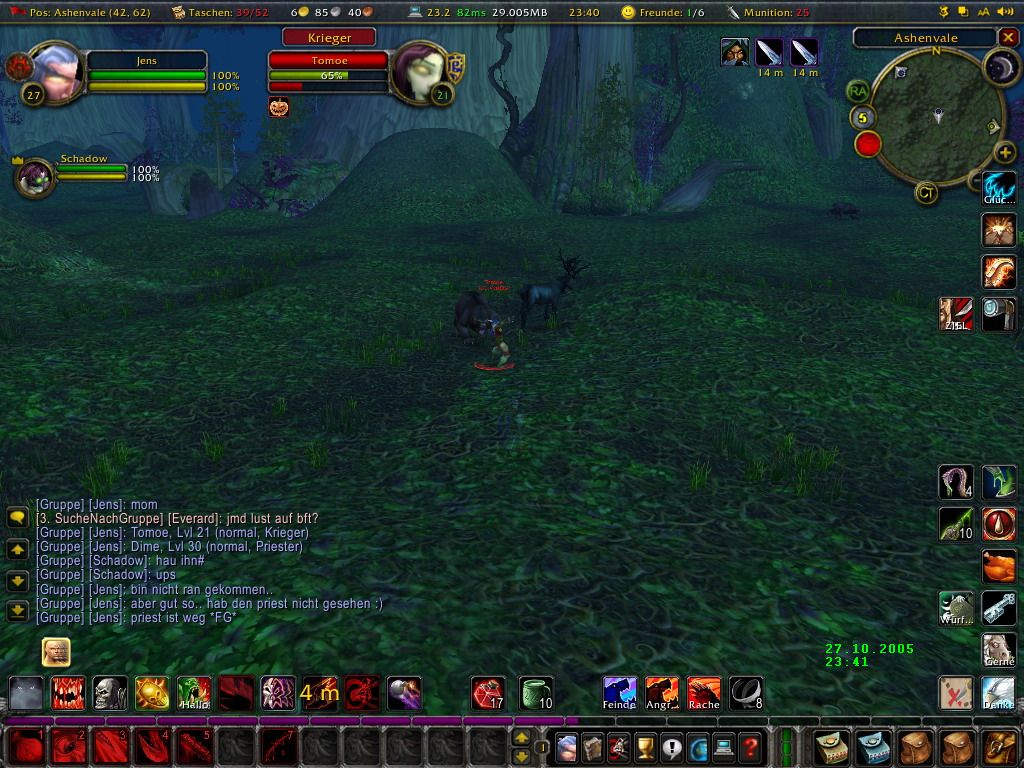 Pos: Ashenvale (42, 62) Taschen: 39/52 6 85 40 23.2 82ms 29.005MB 23:40 Freunde: 1/6 Munition: 25
Krieger
Ashenvale
N
Jens
Tomoe
100%
100%
65%
27
21
14 m 14 m
RA
5
CT
Schadow
100%
100%
Tomoe
4
10
[Gruppe] [Jens]: mom
[3. SucheNachGruppe] [Everard]: jmd lust auf bft?
[Gruppe] [Jens]: Tomoe, Lvl 21 (normal, Krieger)
[Gruppe] [Jens]: Dime, Lvl 30 (normal, Priester)
[Gruppe] [Schadow]: hau ihn#
[Gruppe] [Schadow]: ups
[Gruppe] [Jens]: bin nicht ran gekommen..
[Gruppe] [Jens]: aber gut so.. hab den priest nicht gesehen :)
[Gruppe] [Jens]: priest ist weg *FG*
Würf...
27.10.2005
23:41
Gerne
Hallo
4 m
17
10
Feinde
Angr...
Rache
8
Danke
1 2 3 4 5 7
1